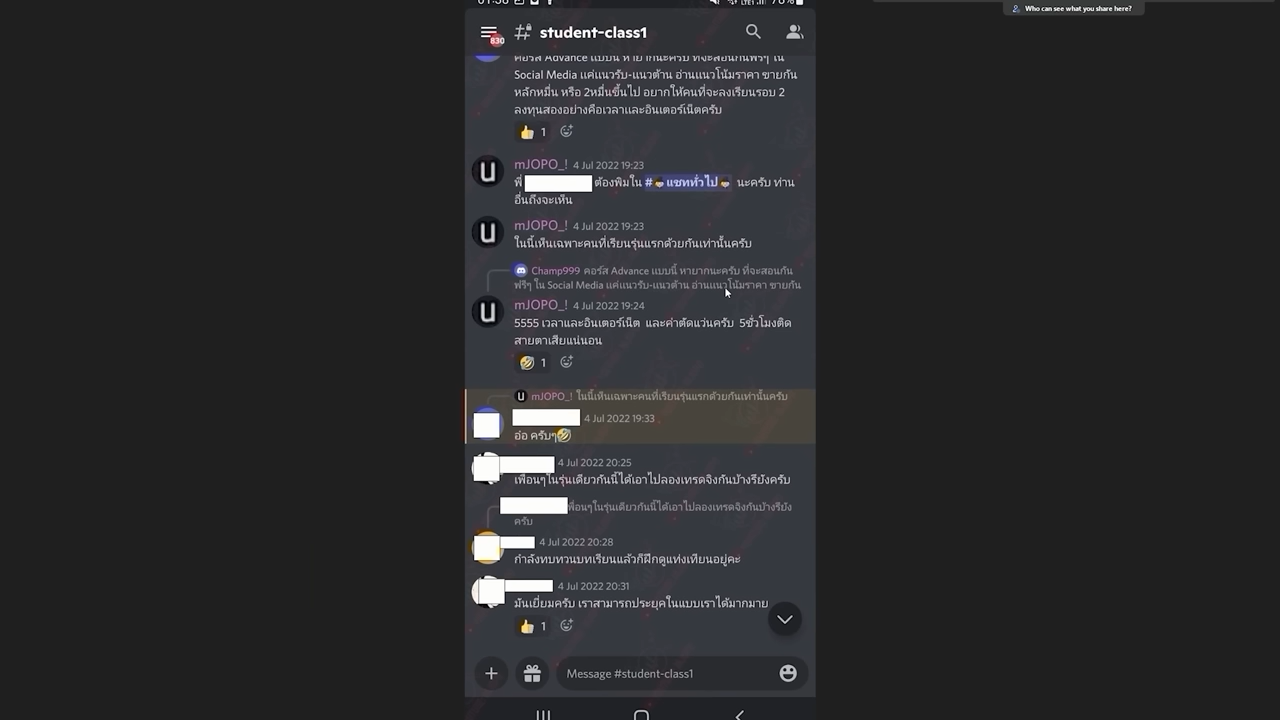 Who can see what you share here?
830
student-class1
คอร์ส Advance แบบนี้ หายากนะครับ ที่จะสอนกันฟรีๆ ใน
Social Media แค่แนวรับ-แนวต้าน อ่านแนวโน้มราคา ขายกัน
หลักหมื่น หรือ 2หมื่นขึ้นไป อยากให้คนที่จะลงเรียนรอบ 2
ลงทุนสองอย่างคือเวลาและอินเตอร์เน็ตครับ
👍 1
mJOPO_! 4 Jul 2022 19:23
พี่ ต้องพิมใน #🧑‍🎓แชททั่วไป🧑‍🎓 นะครับ ท่าน
อื่นถึงจะเห็น
mJOPO_! 4 Jul 2022 19:23
ในนี้เห็นเฉพาะคนที่เรียนรุ่นแรกด้วยกันเท่านั้นครับ
Champ999 คอร์ส Advance แบบนี้ หายากนะครับ ที่จะสอนกัน
ฟรีๆ ใน Social Media แค่แนวรับ-แนวต้าน อ่านแนวโน้มราคา ขายกัน
mJOPO_! 4 Jul 2022 19:24
5555 เวลาและอินเตอร์เน็ต และค่าตัดแว่นครับ 5ชั่วโมงติด
สายตาเสียแน่นอน
🤣 1
mJOPO_! ในนี้เห็นเฉพาะคนที่เรียนรุ่นแรกด้วยกันเท่านั้นครับ
4 Jul 2022 19:33
อ่อ ครับๆ🤣
4 Jul 2022 20:25
เพื่อนๆในรุ่นเดียวกันนี้ได้เอาไปลองเทรดจิงกันบ้างรึยังครับ
พื่อนๆในรุ่นเดียวกันนี้ได้เอาไปลองเทรดจิงกันบ้างรึยัง
ครับ
4 Jul 2022 20:28
กำลังทบทวนบทเรียนแล้วก็ฝึกดูแท่งเทียนอยู่คะ
4 Jul 2022 20:31
มันเยี่ยมครับ เราสามารถประยุคในแบบเราได้มากมาย
👍 1
Message #student-class1